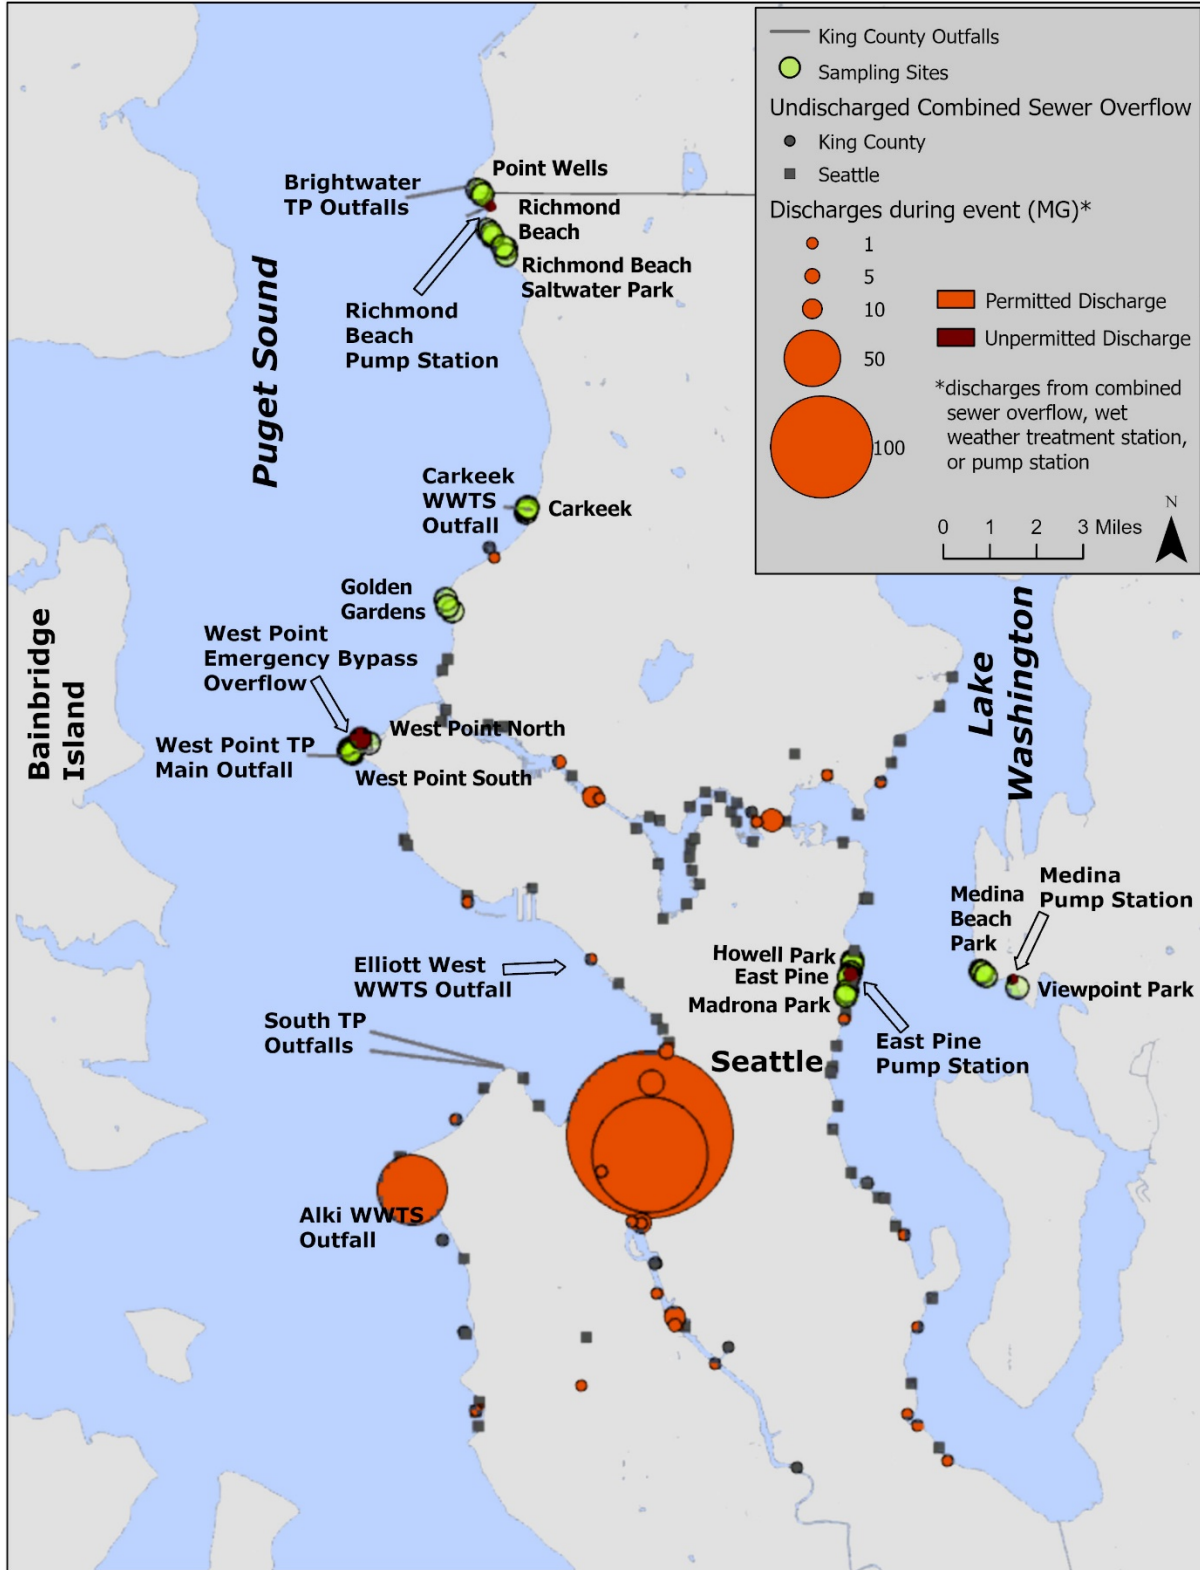 King County Outfalls
Sampling Sites
Undischarged Combined Sewer Overflow
King County
Seattle
Discharges during event (MG)*
1
5
10
50
100
Permitted Discharge
Unpermitted Discharge
*discharges from combined
sewer overflow, wet
weather treatment station,
or pump station
N
0 1 2 3 Miles
Point Wells
Brightwater
TP Outfalls
Richmond
Beach
Richmond Beach
Saltwater Park
Richmond
Beach
Pump Station
Puget Sound
Carkeek
WWTS
Outfall
Carkeek
Golden
Gardens
West Point
Emergency Bypass
Overflow
Bainbridge
Island
West Point North
West Point TP
Main Outfall
West Point South
Lake
Washington
Medina
Pump Station
Medina
Beach
Park
Viewpoint Park
Howell Park
East Pine
Madrona Park
East Pine
Pump Station
Elliott West
WWTS Outfall
South TP
Outfalls
Seattle
Alki WWTS
Outfall